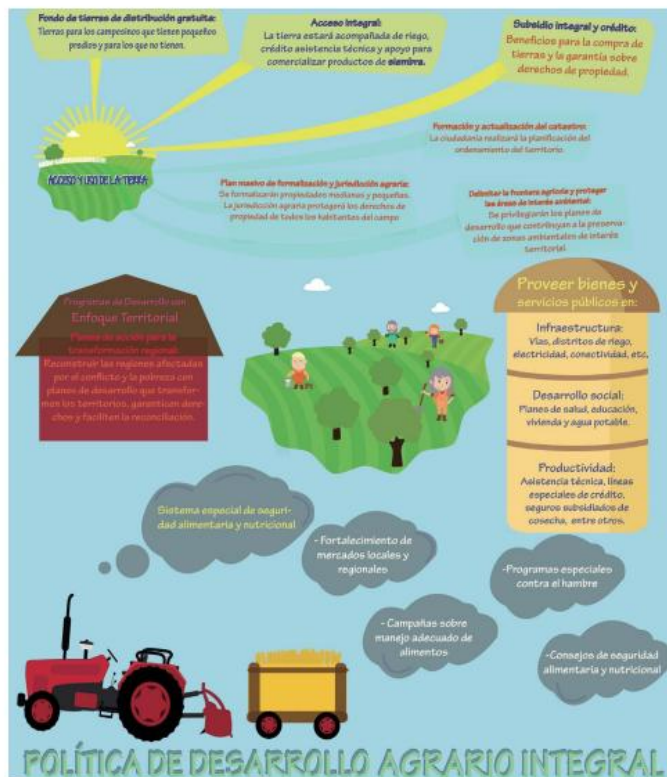 Fondo de tierras de distribución gratuita:
Tierras para los campesinos que tienen pequeños
predios y para los que no tienen.
Acceso integral:
La tierra estará acompañada de riego,
crédito asistencia técnica y apoyo para
comercializar productos de siembra.
Subsidio integral y crédito:
Beneficios para la compra de
tierras y la garantía sobre
derechos de propiedad.
ACCESO Y USO DE LA TIERRA
Formación y actualización del catastro:
La ciudadanía realizará la planificación del
ordenamiento del territorio.
Plan masivo de formalización y jurisdicción agraria:
Se formalizarán propiedades medianas y pequeñas.
La jurisdicción agraria protegerá los derechos de
propiedad de todos los habitantes del campo
Delimitar la frontera agrícola y proteger
las áreas de interés ambiental:
Se privilegiarán los planes de
desarrollo que contribuyan a la preserva-
ción de zonas ambientales de interés
territorial
Programas de Desarrollo con
Enfoque Territorial
Planes de acción para la
transformación regional:
Reconstruir las regiones afectadas
por el conflicto y la pobreza con
planes de desarrollo que transfor-
men los territorios, garanticen dere-
chos y faciliten la reconciliación.
Proveer bienes y
servicios públicos en:
Infraestructura:
Vías, distritos de riego,
electricidad, conectividad, etc.
Desarrollo social:
Planes de salud, educación,
vivienda y agua potable.
Productividad:
Asistencia técnica, líneas
especiales de crédito,
seguros subsidiados de
cosecha, entre otros.
Sistema especial de seguri-
dad alimentaria y nutricional
- Fortalecimiento de
mercados locales y
regionales
-Programas especiales
contra el hambre
- Campañas sobre
manejo adecuado de
alimentos
-Consejos de seguridad
alimentaria y nutricional
POLÍTICA DE DESARROLLO AGRARIO INTEGRAL